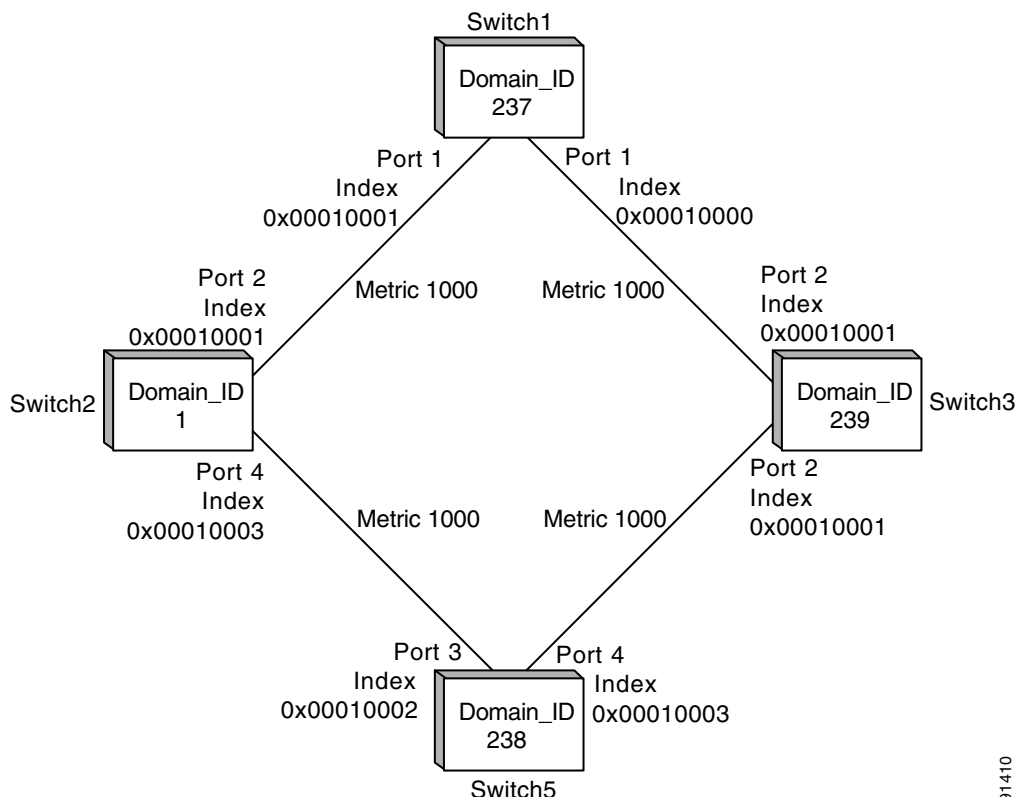 Switch1
Domain_ID
237
Port 1
Index
0x00010001
Port 1
Index
0x00010000
Metric 1000
Metric 1000
Port 2
Index
0x00010001
Port 2
Index
0x00010001
Switch2
Domain_ID
1
Domain_ID
239
Switch3
Port 4
Index
0x00010003
Port 2
Index
0x00010001
Metric 1000
Metric 1000
Port 3
Index
0x00010002
Port 4
Index
0x00010003
Domain_ID
238
Switch5
91410